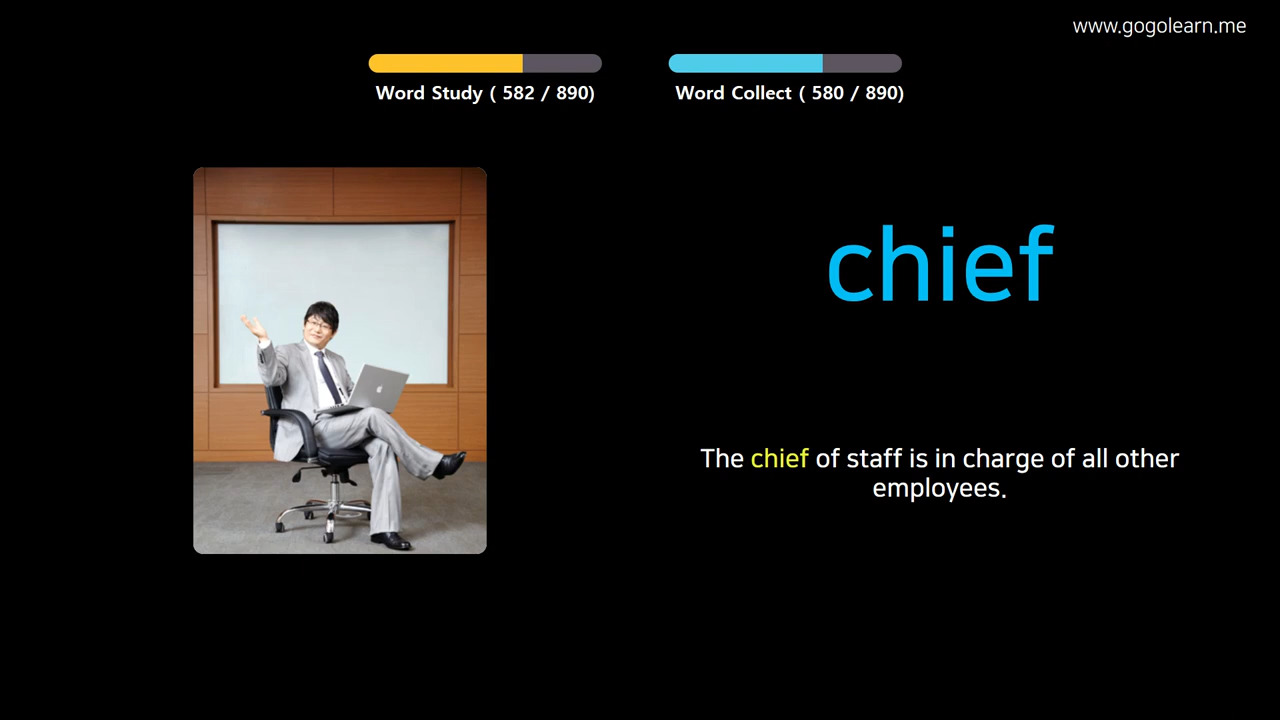 www.gogolearn.me
Word Study ( 582 / 890)
Word Collect ( 580 / 890)
chief
The chief of staff is in charge of all other
employees.